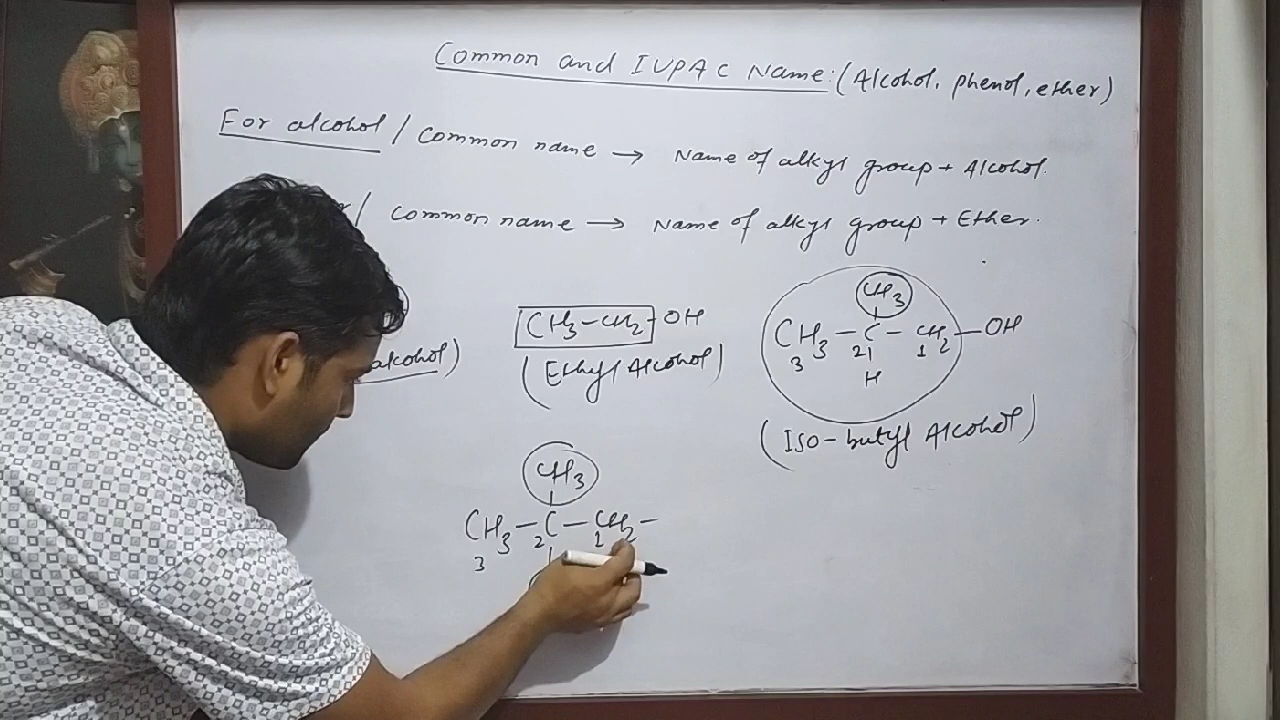 Common and IUPAC Name: (Alcohol, phenol, ether)
For alcohol / Common name → Name of alkyl group + Alcohol.
/ Common name → Name of alkyl group + Ether.
CH3
CH3-CH2-OH
CH3 - C - CH2 - OH
3 2 1
H
alcohol)
(Ethyl Alcohol)
(Iso-butyl Alcohol)
CH3
CH3 - C - CH2 -
3 2 1